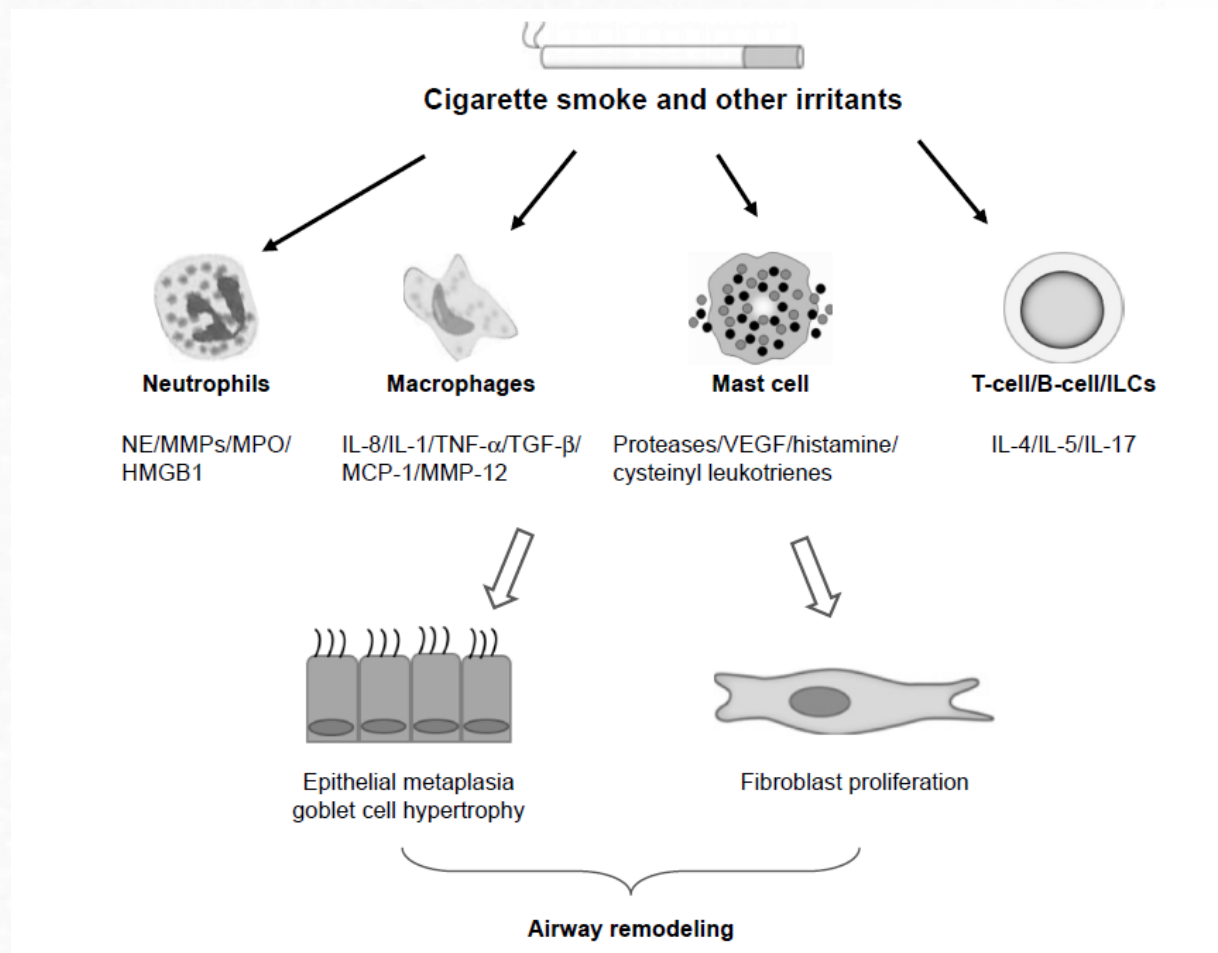 Cigarette smoke and other irritants
Neutrophils
NE/MMPs/MPO/
HMGB1
Macrophages
IL-8/IL-1/TNF-α/TGF-β/
MCP-1/MMP-12
Mast cell
Proteases/VEGF/histamine/
cysteinyl leukotrienes
T-cell/B-cell/ILCs
IL-4/IL-5/IL-17
Epithelial metaplasia
goblet cell hypertrophy
Fibroblast proliferation
Airway remodeling